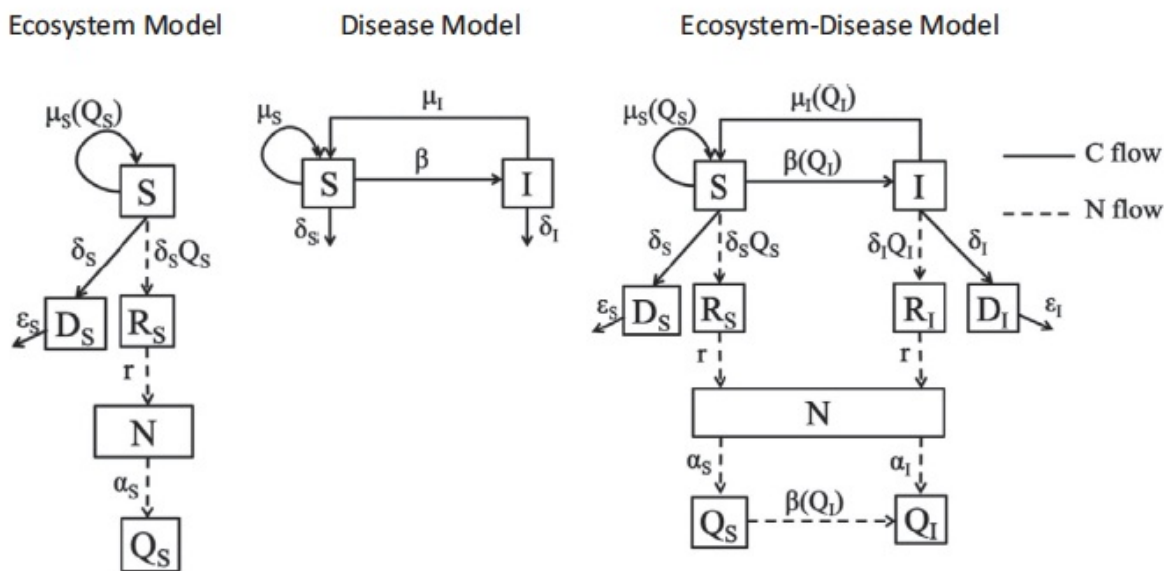 Ecosystem Model
Disease Model
Ecosystem-Disease Model
μS(QS)
S
δS
δSQS
εS
DS
RS
r
N
αS
QS
μI
μS
S
β
I
δS
δI
μI(QI)
μS(QS)
S
β(QI)
I
δS
δSQS
δIQI
δI
εS
DS
RS
RI
DI
εI
r
r
N
αS
αI
QS
β(QI)
QI
C flow
N flow